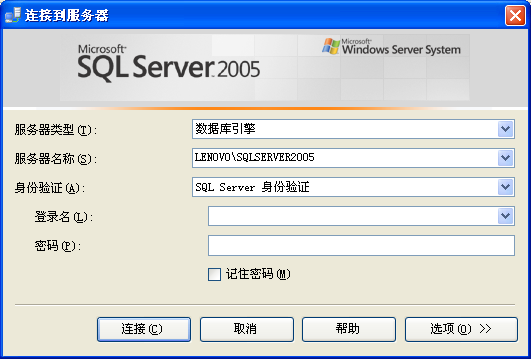 连接到服务器
Microsoft®
SQL Server 2005
Microsoft®
Windows Server System
服务器类型(T):
数据库引擎
服务器名称(S):
LENOVO\SQLSERVER2005
身份验证(A):
SQL Server 身份验证
登录名(L):
密码(P):
记住密码(M)
连接(C)
取消
帮助
选项(O) >>